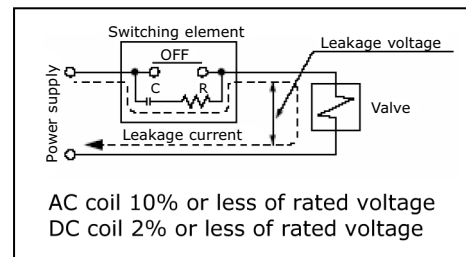 Switching element
OFF
Leakage voltage
C
R
Power supply
Valve
Leakage current
AC coil 10% or less of rated voltage
DC coil 2% or less of rated voltage